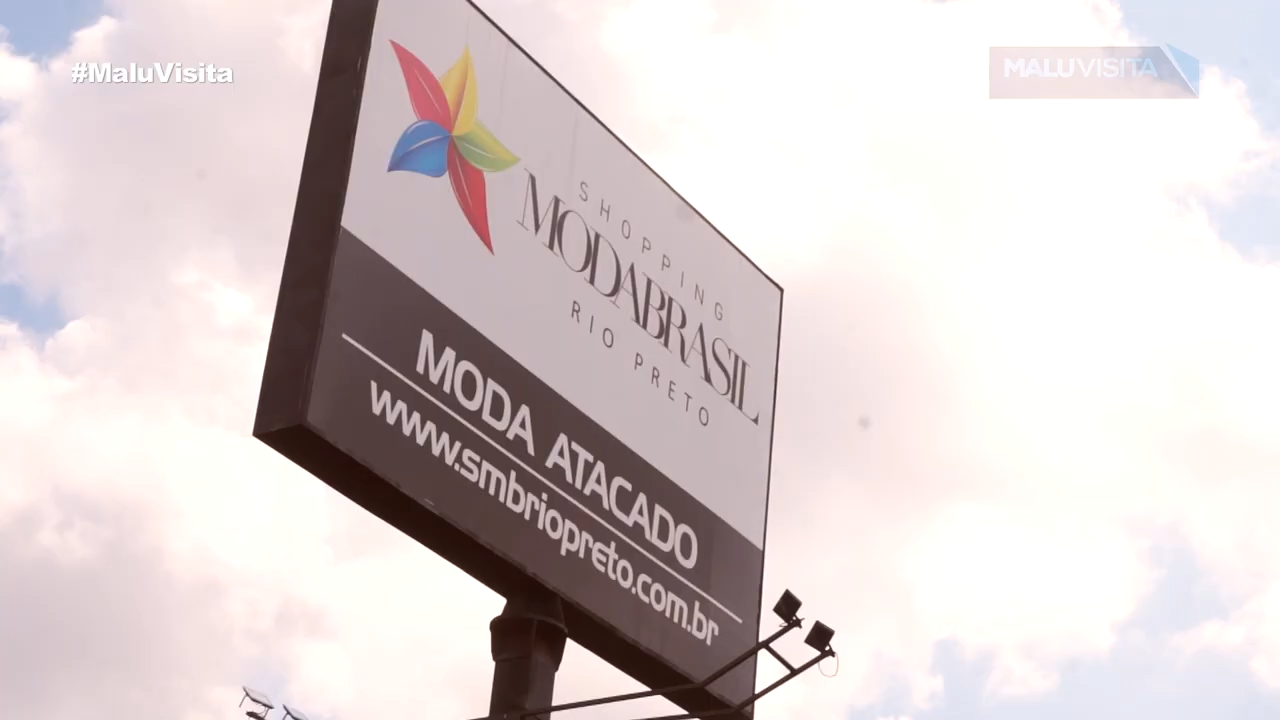 #MaluVisita
MALUVISITA
SHOPPING
MODABRASIL
RIO PRETO
MODA ATACADO
www.smbriopreto.com.br